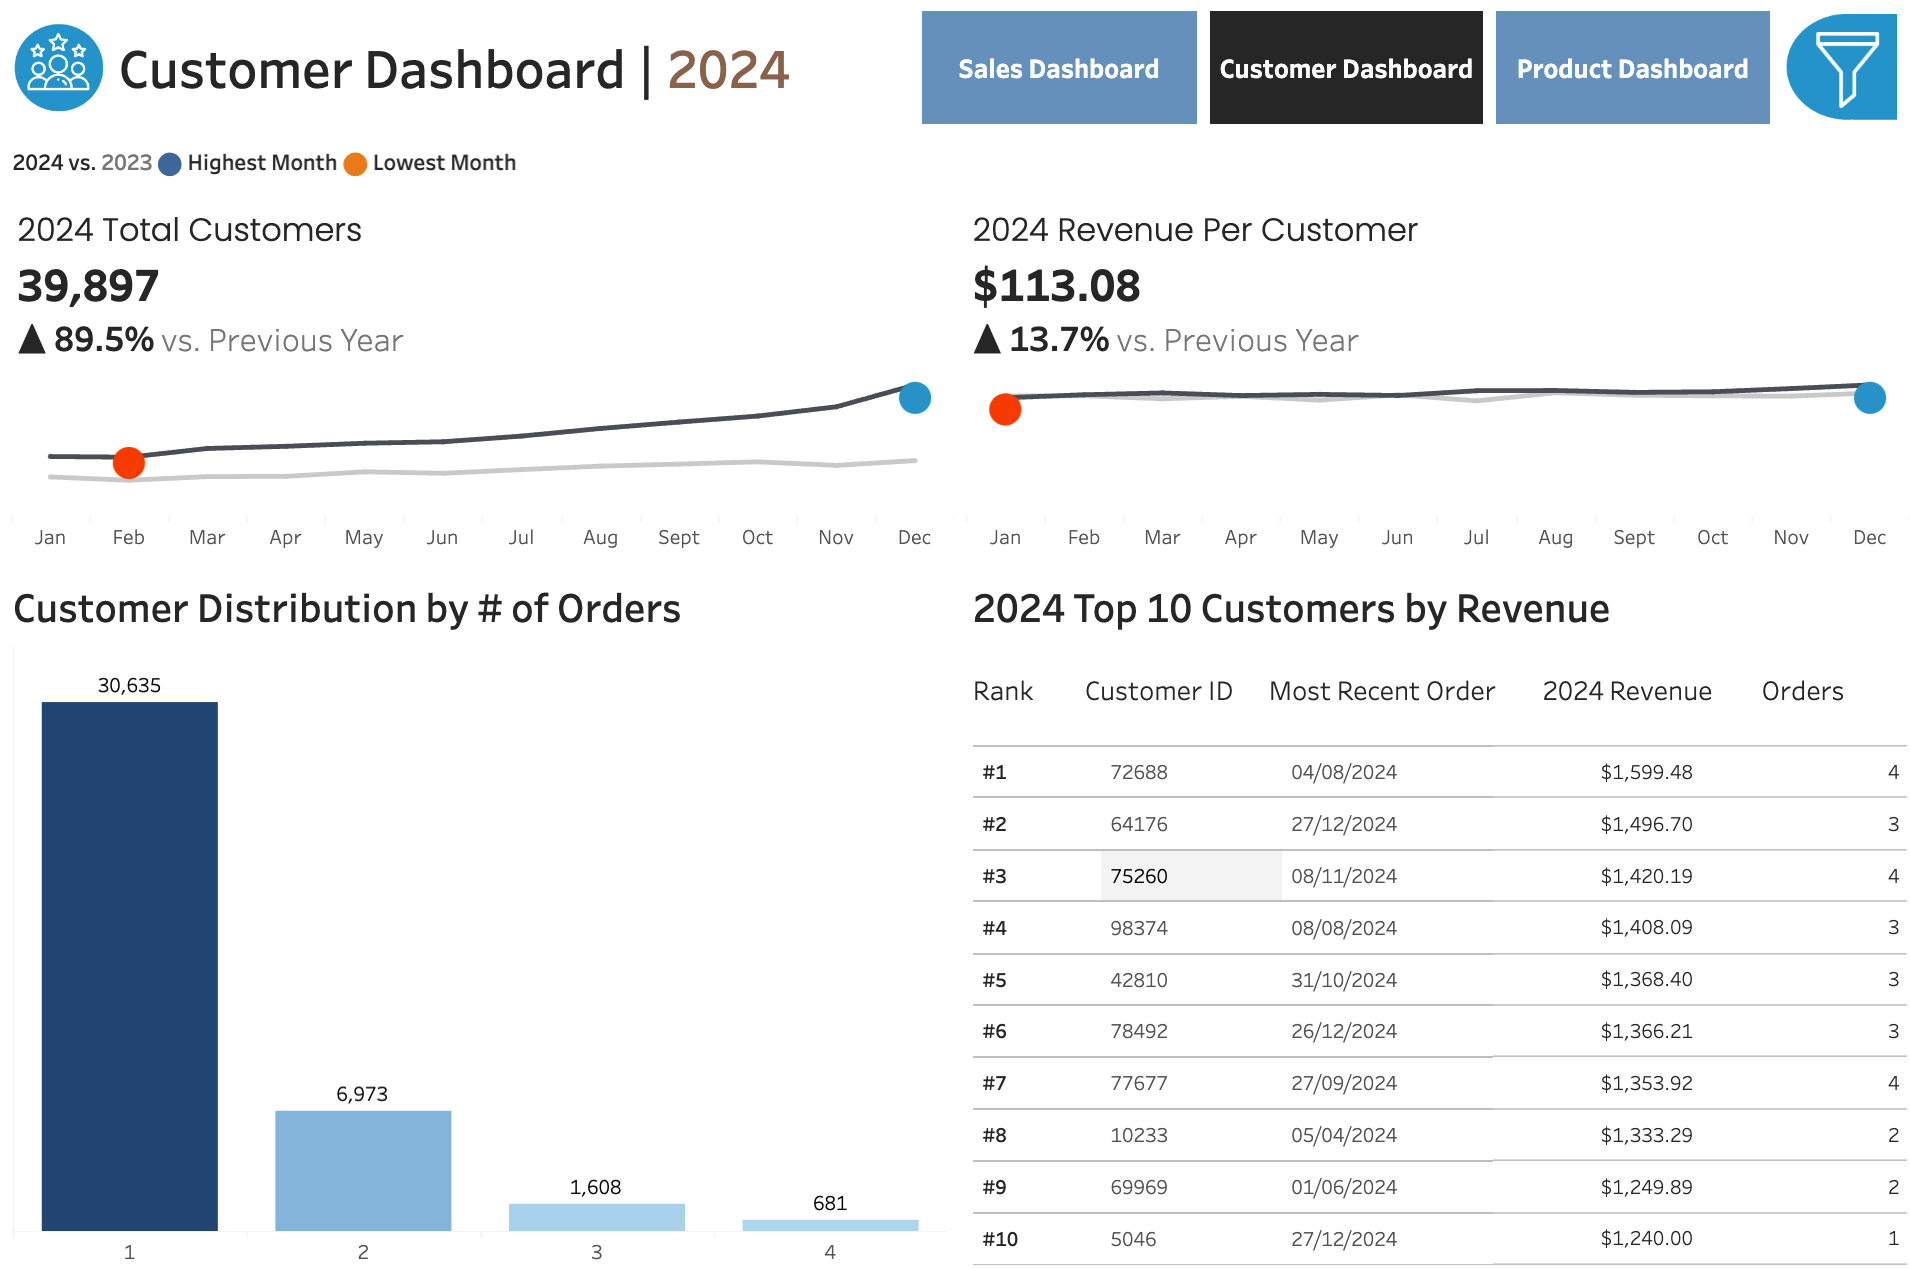 Customer Dashboard | 2024
Sales Dashboard
Customer Dashboard
Product Dashboard
2024 vs. 2023 Highest Month Lowest Month
2024 Total Customers
39,897
▲ 89.5% vs. Previous Year
Jan Feb Mar Apr May Jun Jul Aug Sept Oct Nov Dec
2024 Revenue Per Customer
$113.08
▲ 13.7% vs. Previous Year
Jan Feb Mar Apr May Jun Jul Aug Sept Oct Nov Dec
Customer Distribution by # of Orders
30,635
6,973
1,608
681
1 2 3 4
2024 Top 10 Customers by Revenue
Rank Customer ID Most Recent Order 2024 Revenue Orders
#1 72688 04/08/2024 $1,599.48 4
#2 64176 27/12/2024 $1,496.70 3
#3 75260 08/11/2024 $1,420.19 4
#4 98374 08/08/2024 $1,408.09 3
#5 42810 31/10/2024 $1,368.40 3
#6 78492 26/12/2024 $1,366.21 3
#7 77677 27/09/2024 $1,353.92 4
#8 10233 05/04/2024 $1,333.29 2
#9 69969 01/06/2024 $1,249.89 2
#10 5046 27/12/2024 $1,240.00 1